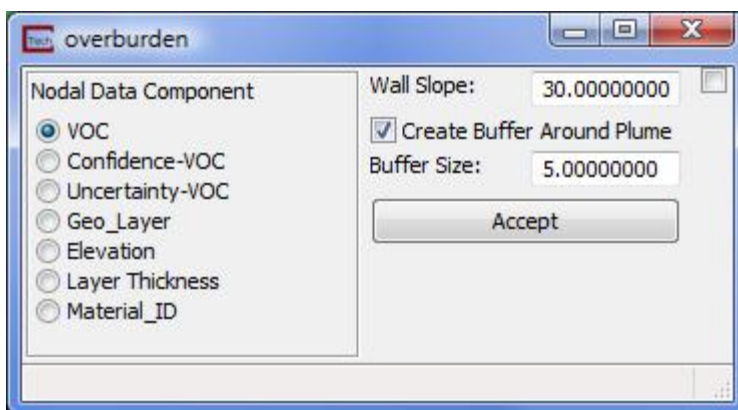 Tech overburden
Nodal Data Component
VOC
Confidence-VOC
Uncertainty-VOC
Geo_Layer
Elevation
Layer Thickness
Material_ID
Wall Slope: 30.00000000
Create Buffer Around Plume
Buffer Size: 5.00000000
Accept